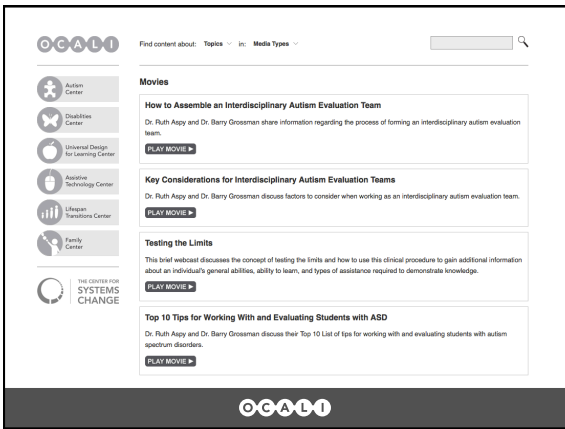 OCALI
Find content about: Topics in: Media Types
Autism
Center
Disabilities
Center
Universal Design
for Learning Center
Assistive
Technology Center
Lifespan
Transitions Center
Family
Center
THE CENTER FOR
SYSTEMS
CHANGE
Movies
How to Assemble an Interdisciplinary Autism Evaluation Team
Dr. Ruth Aspy and Dr. Barry Grossman share information regarding the process of forming an interdisciplinary autism evaluation
team.
PLAY MOVIE ▶
Key Considerations for Interdisciplinary Autism Evaluation Teams
Dr. Ruth Aspy and Dr. Barry Grossman discuss factors to consider when working as an interdisciplinary autism evaluation team.
PLAY MOVIE ▶
Testing the Limits
This brief webcast discusses the concept of testing the limits and how to use this clinical procedure to gain additional information
about an individual's general abilities, ability to learn, and types of assistance required to demonstrate knowledge.
PLAY MOVIE ▶
Top 10 Tips for Working With and Evaluating Students with ASD
Dr. Ruth Aspy and Dr. Barry Grossman discuss their Top 10 List of tips for working with and evaluating students with autism
spectrum disorders.
PLAY MOVIE ▶
OCALI